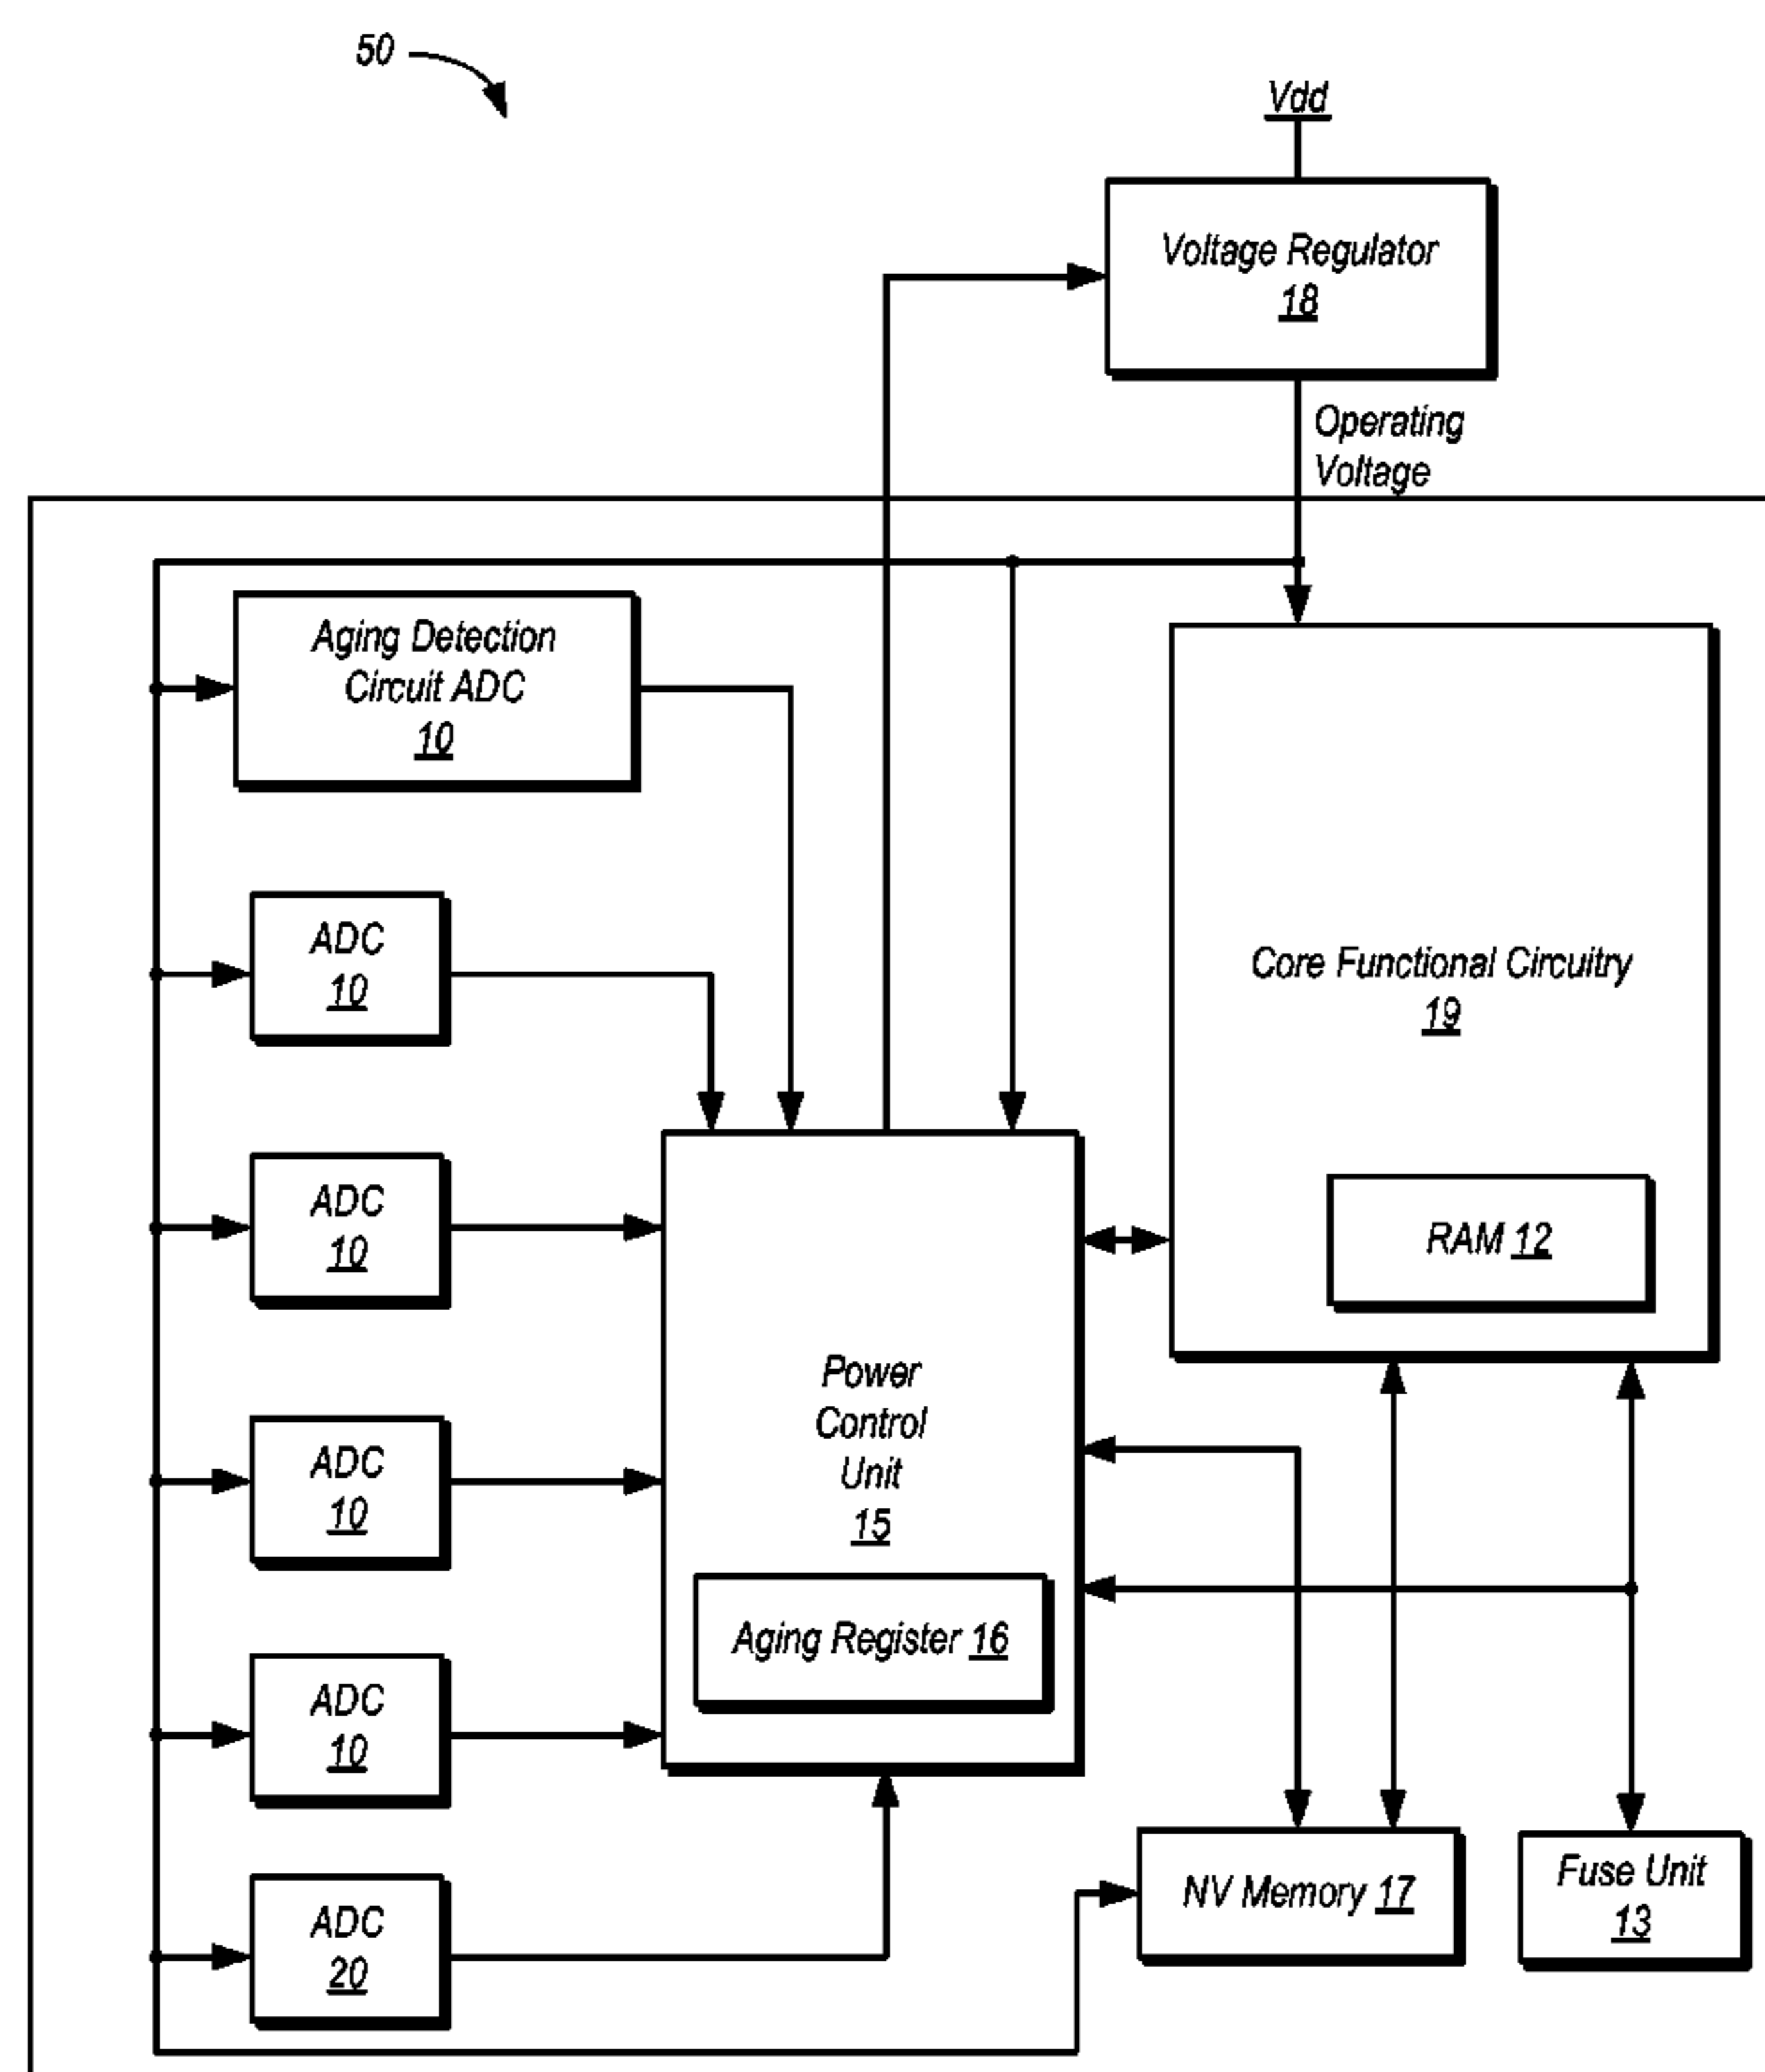 50
Vdd
Voltage Regulator
18
Operating
Voltage
Aging Detection
Circuit ADC
10
ADC
10
Core Functional Circuitry
19
ADC
10
RAM 12
Power
Control
Unit
15
ADC
10
Aging Register 16
ADC
10
NV Memory 17
Fuse Unit
13
ADC
20